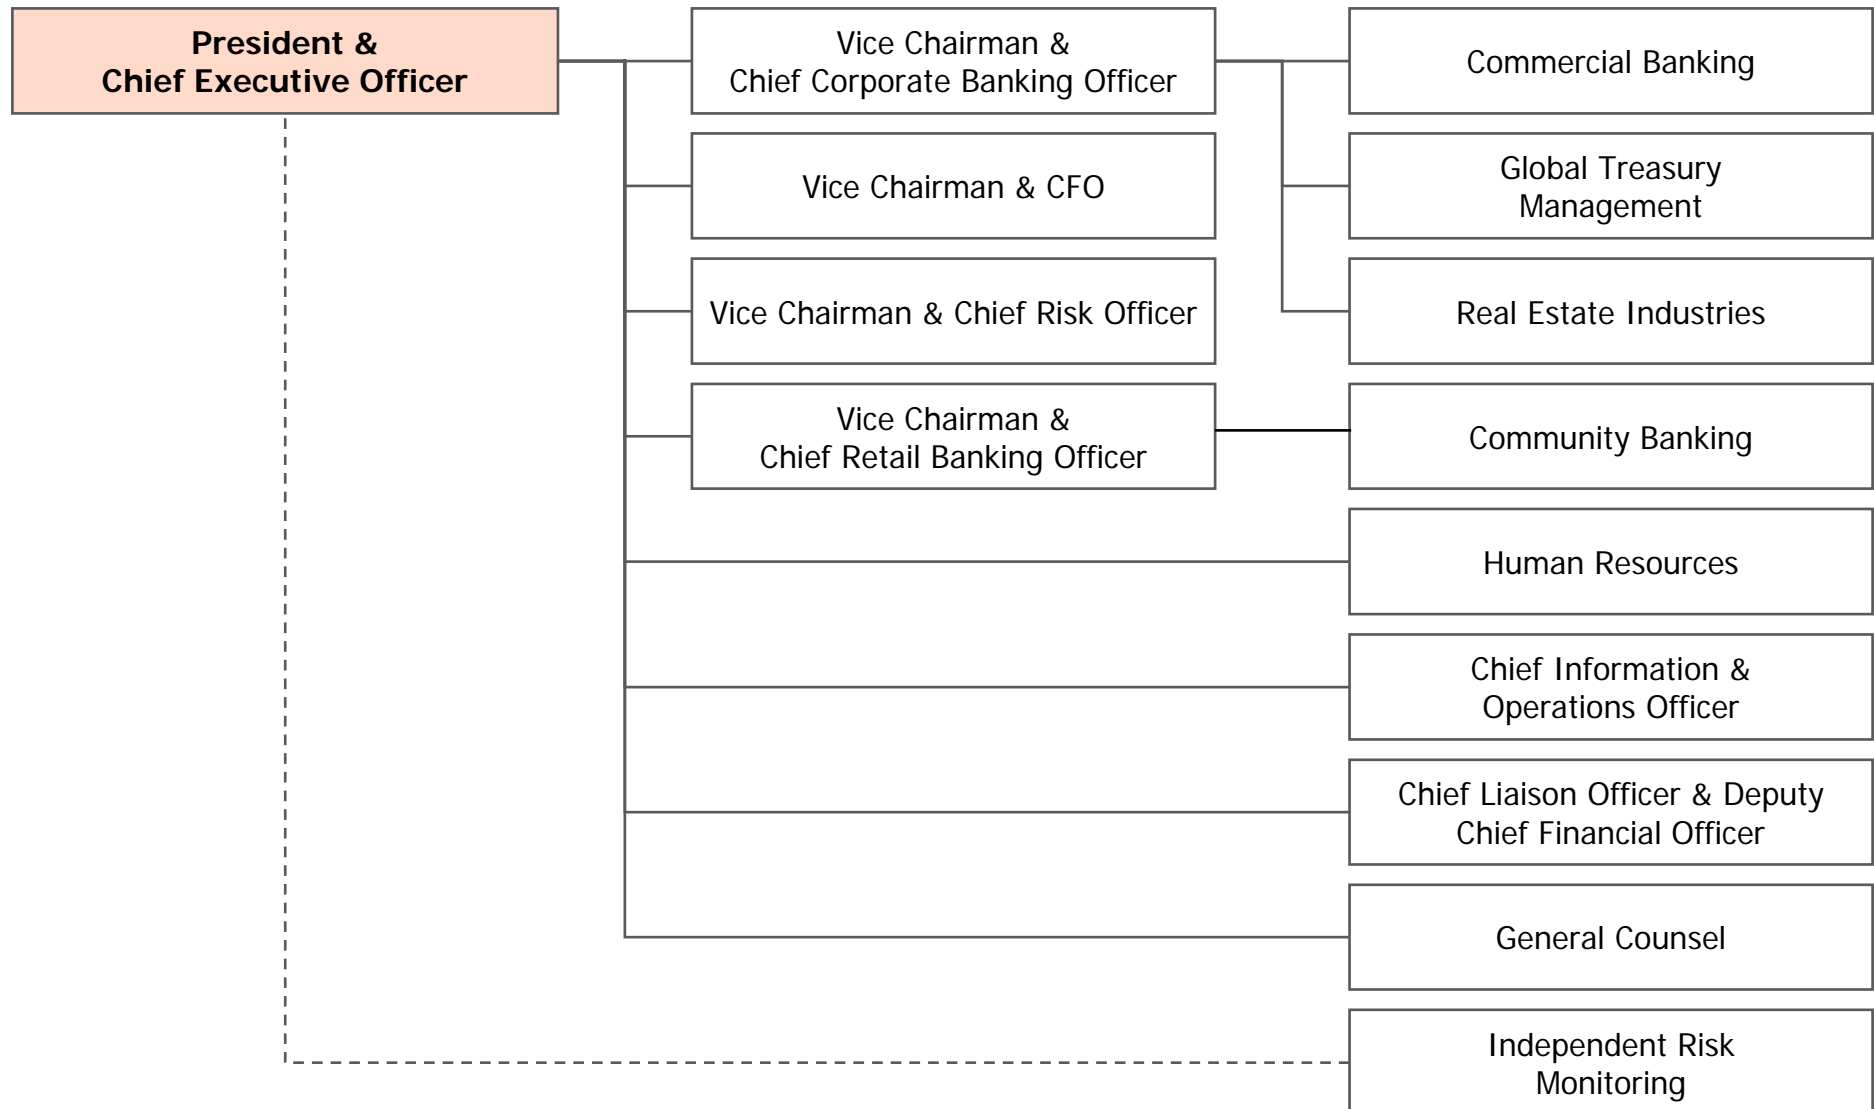 President &
Chief Executive Officer
Vice Chairman &
Chief Corporate Banking Officer
Commercial Banking
Vice Chairman & CFO
Global Treasury
Management
Vice Chairman & Chief Risk Officer
Real Estate Industries
Vice Chairman &
Chief Retail Banking Officer
Community Banking
Human Resources
Chief Information &
Operations Officer
Chief Liaison Officer & Deputy
Chief Financial Officer
General Counsel
Independent Risk
Monitoring